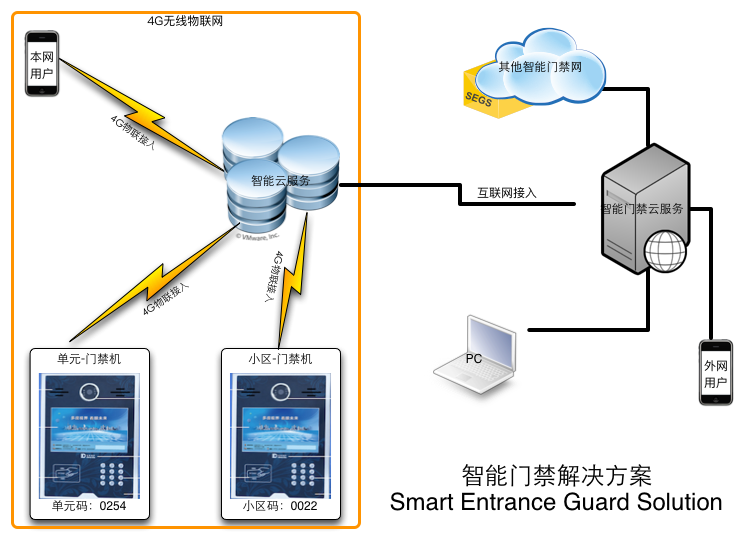 4G无线物联网
本网
用户
4G物联接入
其他智能门禁网
SEGS
智能云服务
© VMware, Inc.
互联网接入
智能门禁云服务
4G物联接入
4G物联接入
单元-门禁机
小区-门禁机
PC
外网
用户
单元码：0254
小区码：0022
智能门禁解决方案
Smart Entrance Guard Solution